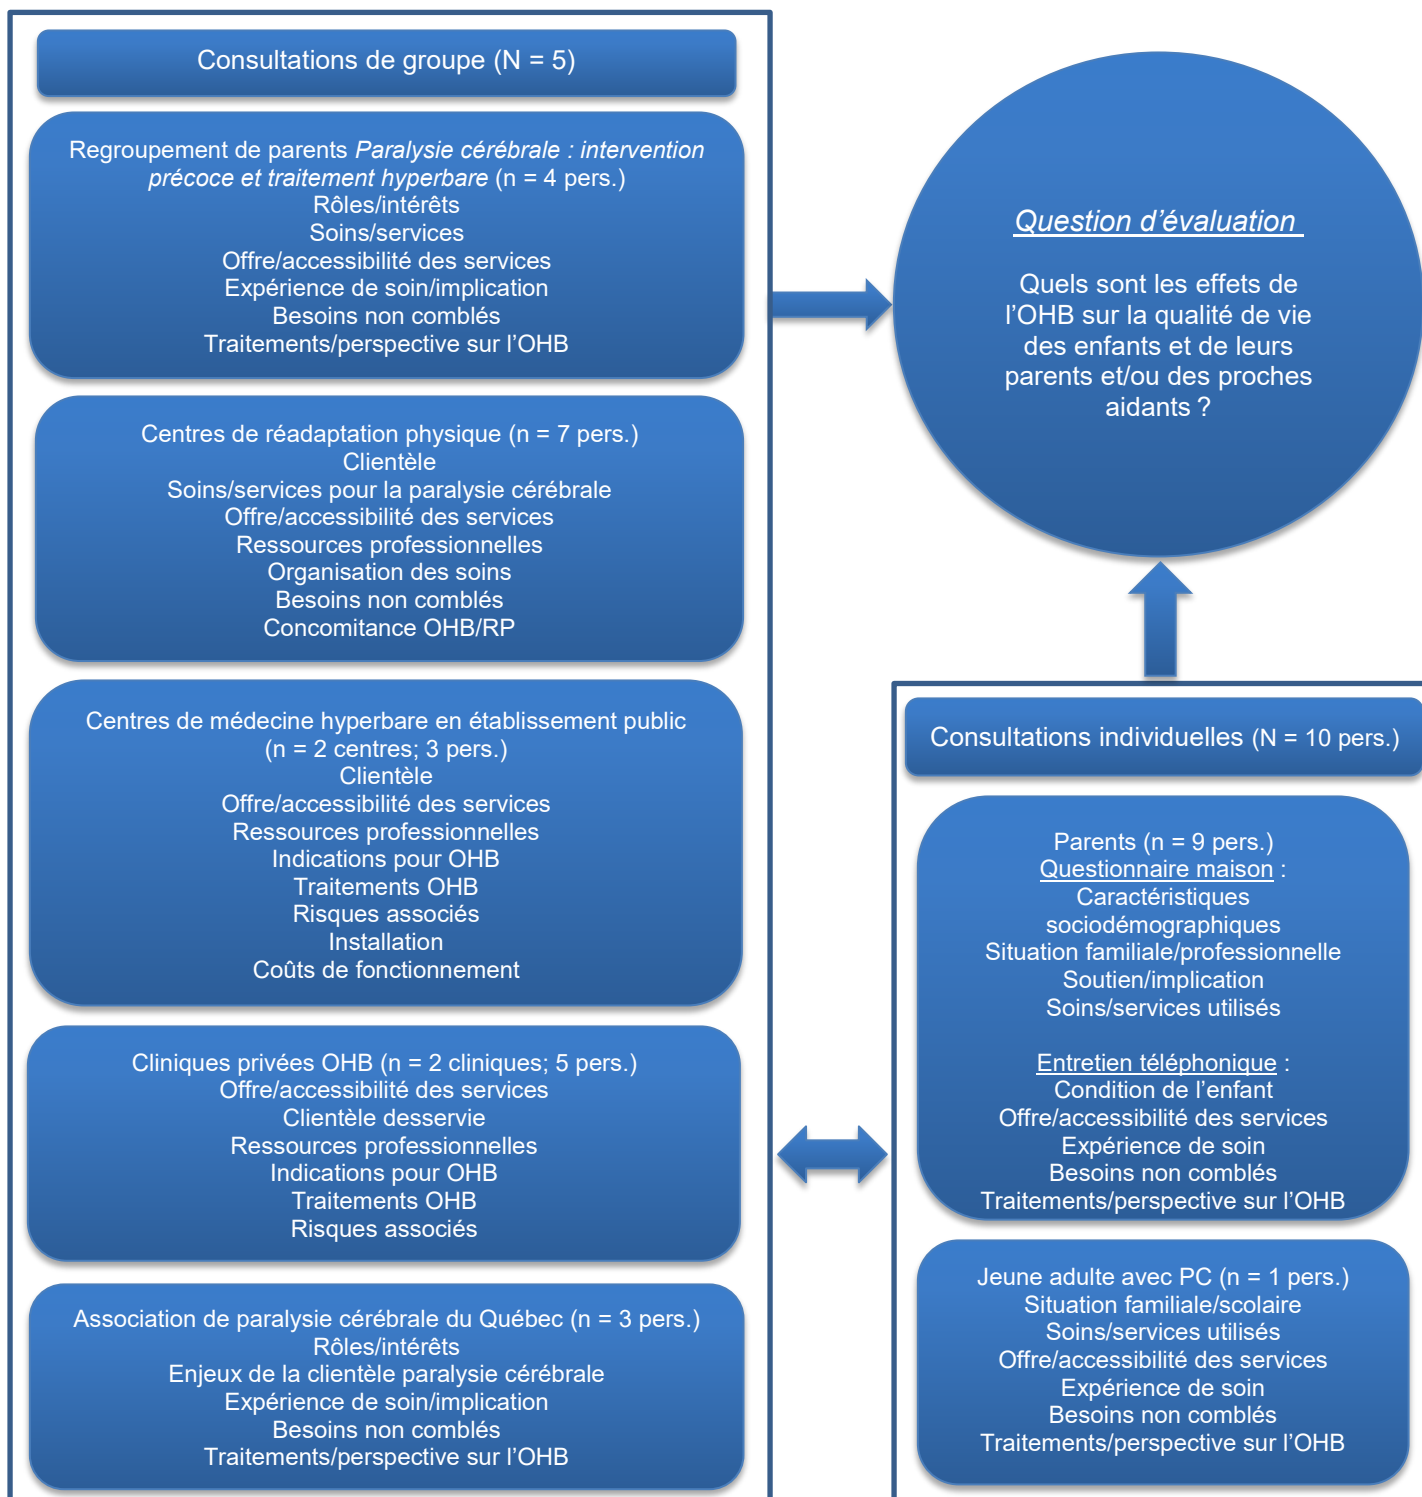 Consultations de groupe (N = 5)
Regroupement de parents Paralysie cérébrale : intervention
précoce et traitement hyperbare (n = 4 pers.)
Rôles/intérêts
Soins/services
Offre/accessibilité des services
Expérience de soin/implication
Besoins non comblés
Traitements/perspective sur l’OHB
Centres de réadaptation physique (n = 7 pers.)
Clientèle
Soins/services pour la paralysie cérébrale
Offre/accessibilité des services
Ressources professionnelles
Organisation des soins
Besoins non comblés
Concomitance OHB/RP
Centres de médecine hyperbare en établissement public
(n = 2 centres; 3 pers.)
Clientèle
Offre/accessibilité des services
Ressources professionnelles
Indications pour OHB
Traitements OHB
Risques associés
Installation
Coûts de fonctionnement
Cliniques privées OHB (n = 2 cliniques; 5 pers.)
Offre/accessibilité des services
Clientèle desservie
Ressources professionnelles
Indications pour OHB
Traitements OHB
Risques associés
Association de paralysie cérébrale du Québec (n = 3 pers.)
Rôles/intérêts
Enjeux de la clientèle paralysie cérébrale
Expérience de soin/implication
Besoins non comblés
Traitements/perspective sur l’OHB
Question d’évaluation
Quels sont les effets de
l’OHB sur la qualité de vie
des enfants et de leurs
parents et/ou des proches
aidants ?
Consultations individuelles (N = 10 pers.)
Parents (n = 9 pers.)
Questionnaire maison :
Caractéristiques
sociodémographiques
Situation familiale/professionnelle
Soutien/implication
Soins/services utilisés
Entretien téléphonique :
Condition de l’enfant
Offre/accessibilité des services
Expérience de soin
Besoins non comblés
Traitements/perspective sur l’OHB
Jeune adulte avec PC (n = 1 pers.)
Situation familiale/scolaire
Soins/services utilisés
Offre/accessibilité des services
Expérience de soin
Besoins non comblés
Traitements/perspective sur l’OHB